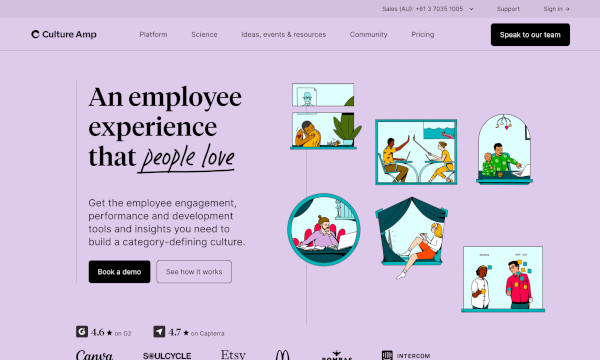 Sales (AU): +61 3 7035 1005
Support
Sign in →
Culture Amp
Platform
Science
Ideas, events & resources
Community
Pricing
Speak to our team
An employee
experience
that people love
Get the employee engagement,
performance and development
tools and insights you need to
build a category-defining culture.
Book a demo
See how it works
4.6 ★ on G2
4.7 ★ on Capterra
Canva
SOULCYCLE
Etsy
BOMBAS
INTERCOM